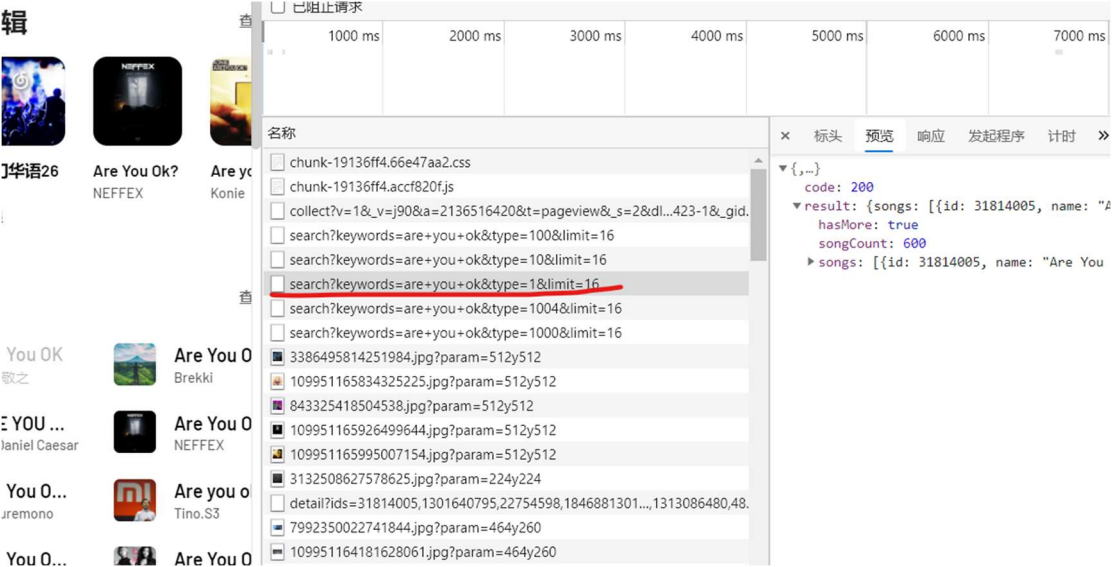 辑
查
NEFFEX
们华语26
Are You Ok?
NEFFEX
Are yo
Konie
查
You OK
敬之
Are You O
Brekki
E YOU ...
Daniel Caesar
Are You O
NEFFEX
You O...
uremono
Are you o
Tino.S3
You O...
Are You O
已阻止请求
1000 ms
2000 ms
3000 ms
4000 ms
5000 ms
6000 ms
7000 ms
名称
chunk-19136ff4.66e47aa2.css
chunk-19136ff4.accf820f.js
collect?v=1&_v=j90&a=2136516420&t=pageview&_s=2&dl...423-1&_gid.
search?keywords=are+you+ok&type=100&limit=16
search?keywords=are+you+ok&type=10&limit=16
search?keywords=are+you+ok&type=1&limit=16
search?keywords=are+you+ok&type=1004&limit=16
search?keywords=are+you+ok&type=1000&limit=16
3386495814251984.jpg?param=512y512
109951165834325225.jpg?param=512y512
843325418504538.jpg?param=512y512
109951165926499644.jpg?param=512y512
109951165995007154.jpg?param=512y512
3132508627578625.jpg?param=224y224
detail?ids=31814005,1301640795,22754598,1846881301...,1313086480,48.
7992350022741844.jpg?param=464y260
109951164181628061.jpg?param=464y260
× 标头 预览 响应 发起程序 计时 »
{,…}
code: 200
result: {songs: [{id: 31814005, name: "A
hasMore: true
songCount: 600
songs: [{id: 31814005, name: "Are You